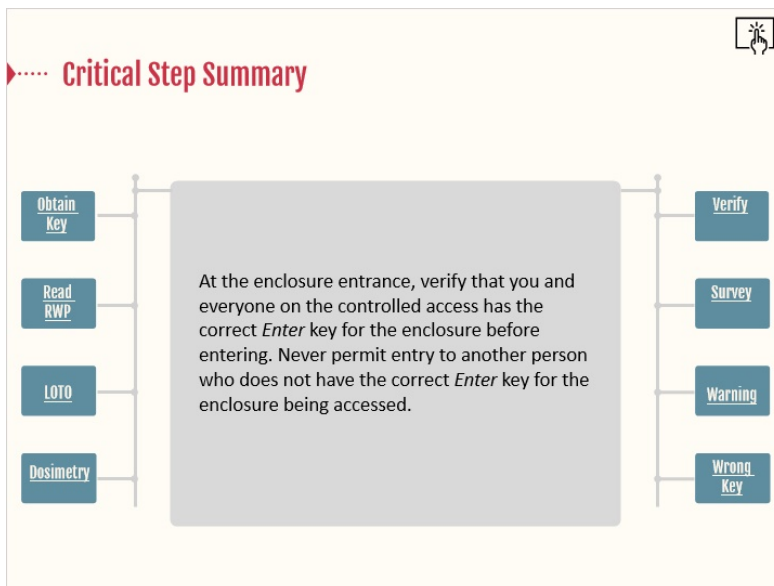 Critical Step Summary
Obtain
Key
Read
RWP
LOTO
Dosimetry
At the enclosure entrance, verify that you and
everyone on the controlled access has the
correct Enter key for the enclosure before
entering. Never permit entry to another person
who does not have the correct Enter key for the
enclosure being accessed.
Verify
Survey
Warning
Wrong
Key